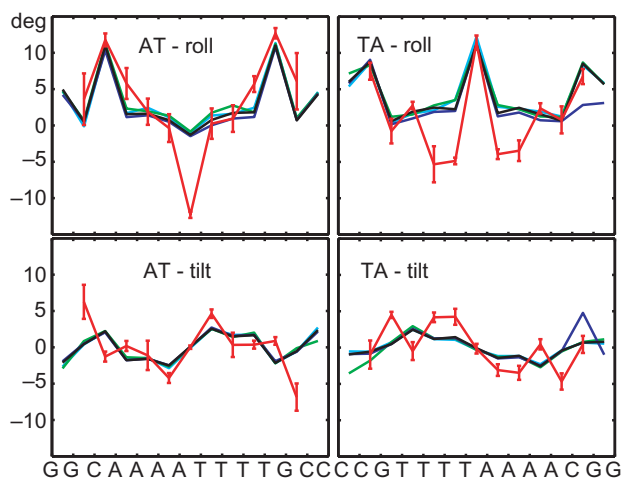 deg
AT - roll
TA - roll
10
5
0
−5
−10
AT - tilt
TA - tilt
10
5
0
−5
−10
G G C A A A A T T T T G C C C C G T T T T A A A A C G G